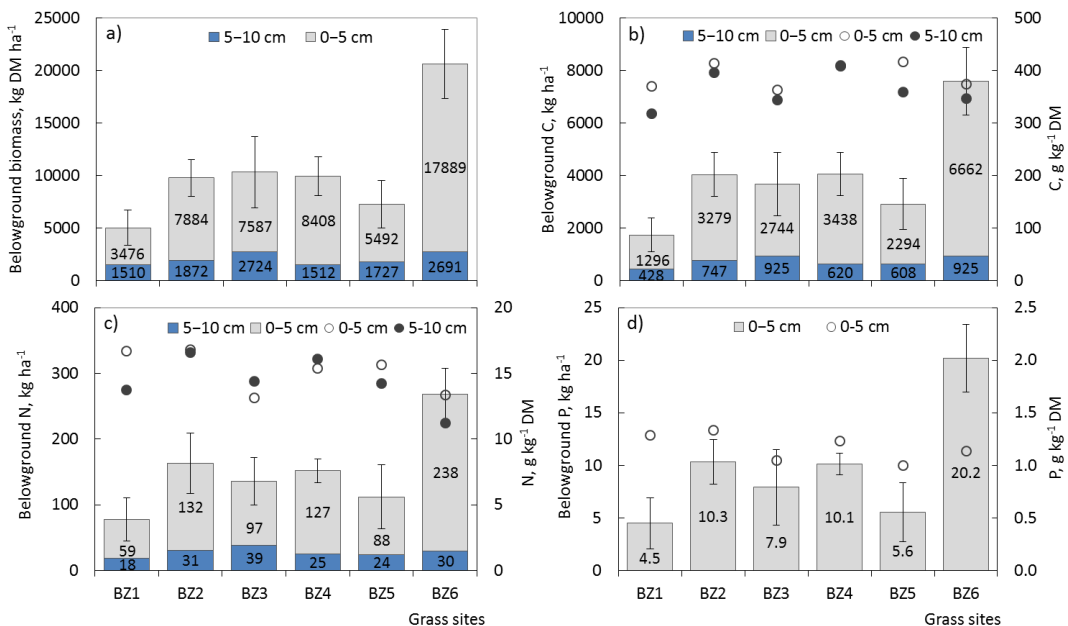 a)
5–10 cm 0–5 cm
Belowground biomass, kg DM ha-1
25000
20000
15000
10000
5000
0
3476 7884 7587 8408 5492 17889
1510 1872 2724 1512 1727 2691
b)
5–10 cm 0–5 cm 0-5 cm 5-10 cm
Belowground C, kg ha-1
10000
8000
6000
4000
2000
0
1296 3279 2744 3438 2294 6662
428 747 925 620 608 925
500
400
300
200
100
0
C, g kg-1 DM
c)
5–10 cm 0–5 cm 0-5 cm 5-10 cm
Belowground N, kg ha-1
400
300
200
100
0
59 132 97 127 88 238
18 31 39 25 24 30
20
15
10
5
0
N, g kg-1 DM
BZ1 BZ2 BZ3 BZ4 BZ5 BZ6
Grass sites
d)
0–5 cm 0-5 cm
Belowground P, kg ha-1
25
20
15
10
5
0
4.5 10.3 7.9 10.1 5.6 20.2
2.5
2.0
1.5
1.0
0.5
0.0
P, g kg-1 DM
BZ1 BZ2 BZ3 BZ4 BZ5 BZ6
Grass sites